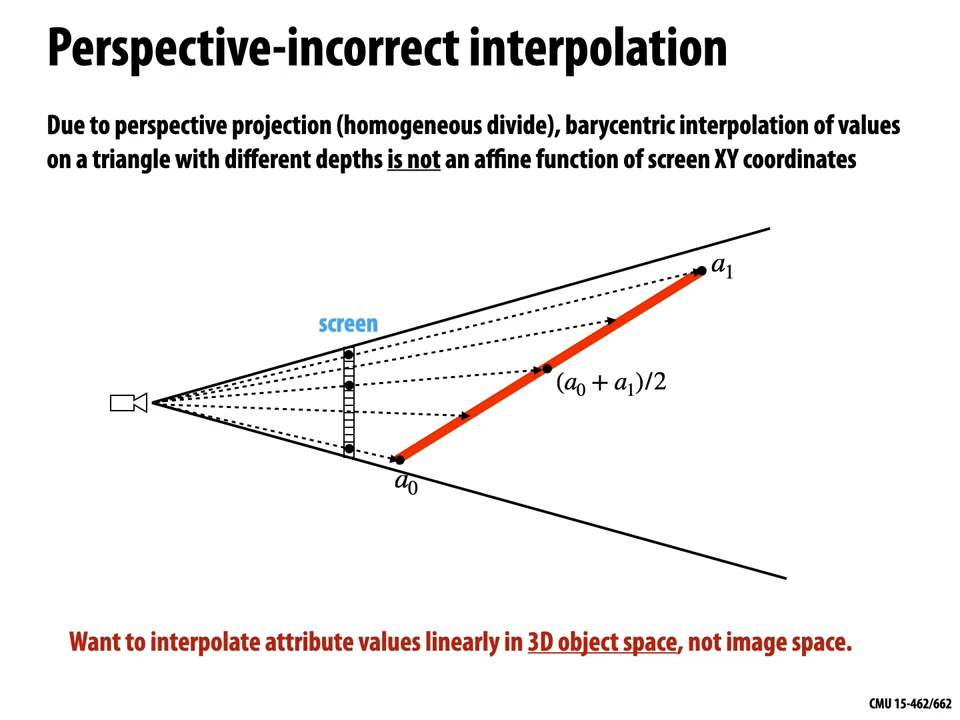 Perspective-incorrect interpolation
Due to perspective projection (homogeneous divide), barycentric interpolation of values
on a triangle with different depths is not an affine function of screen XY coordinates
a₁
screen
(a₀ + a₁)/2
a₀
Want to interpolate attribute values linearly in 3D object space, not image space.
CMU 15-462/662